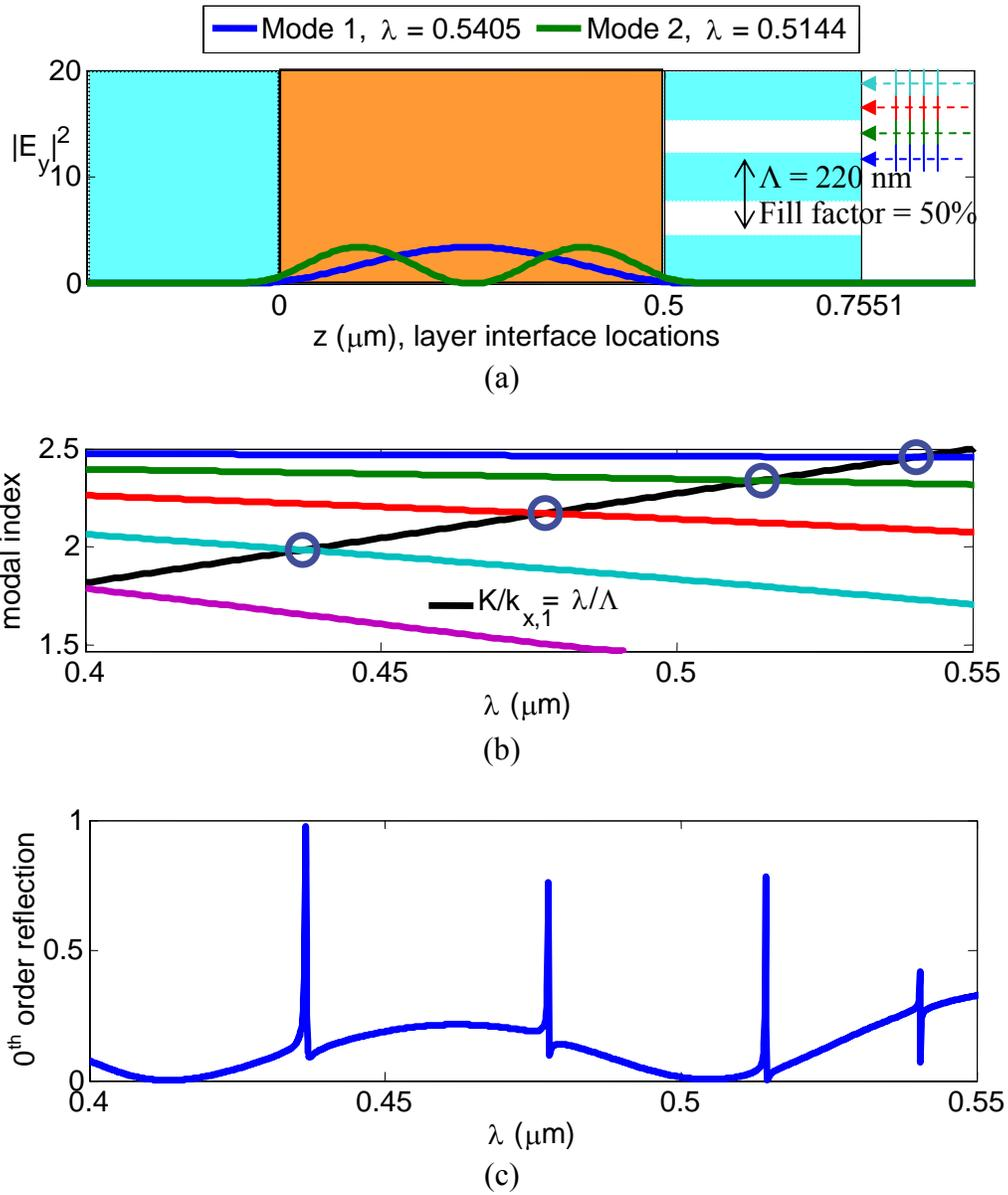 Mode 1, λ = 0.5405 Mode 2, λ = 0.5144
20
|E_y|^2
10
Λ = 220 nm
Fill factor = 50%
0
0 0.5 0.7551
z (μm), layer interface locations
(a)
2.5
modal index
2
K/k_{x,1} = λ/Λ
1.5
0.4 0.45 0.5 0.55
λ (μm)
(b)
1
0^{th} order reflection
0.5
0
0.4 0.45 0.5 0.55
λ (μm)
(c)